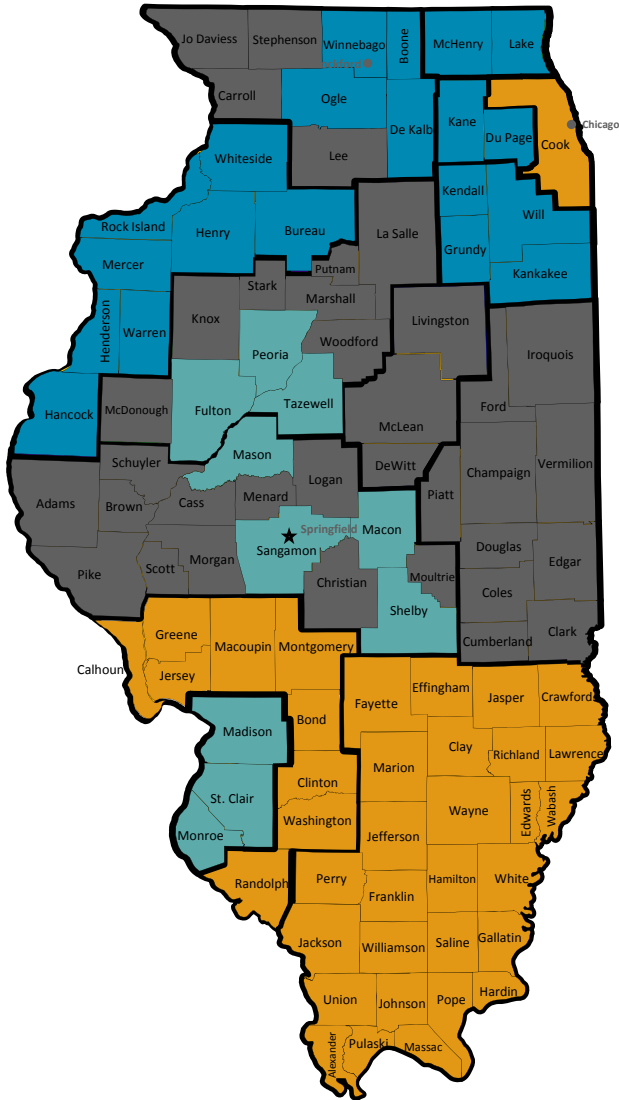 Jo Daviess
Stephenson
Winnebago
Boone
McHenry
Lake
Carroll
Ogle
De Kalb
Kane
Du Page
Cook
Chicago
Lee
Whiteside
Kendall
Will
Rock Island
Henry
Bureau
La Salle
Grundy
Kankakee
Mercer
Putnam
Stark
Marshall
Henderson
Warren
Knox
Peoria
Woodford
Livingston
Iroquois
Hancock
McDonough
Fulton
Tazewell
McLean
Ford
Mason
Schuyler
Logan
DeWitt
Champaign
Vermilion
Adams
Brown
Cass
Menard
Piatt
Springfield
Macon
Sangamon
Pike
Scott
Morgan
Christian
Moultrie
Douglas
Edgar
Coles
Shelby
Cumberland
Clark
Greene
Macoupin
Montgomery
Calhoun
Jersey
Fayette
Effingham
Jasper
Crawford
Madison
Bond
Clay
Richland
Lawrence
Marion
St. Clair
Clinton
Wayne
Edwards
Wabash
Washington
Monroe
Jefferson
Randolph
Perry
Hamilton
White
Franklin
Jackson
Williamson
Saline
Gallatin
Union
Johnson
Pope
Hardin
Alexander
Pulaski
Massac